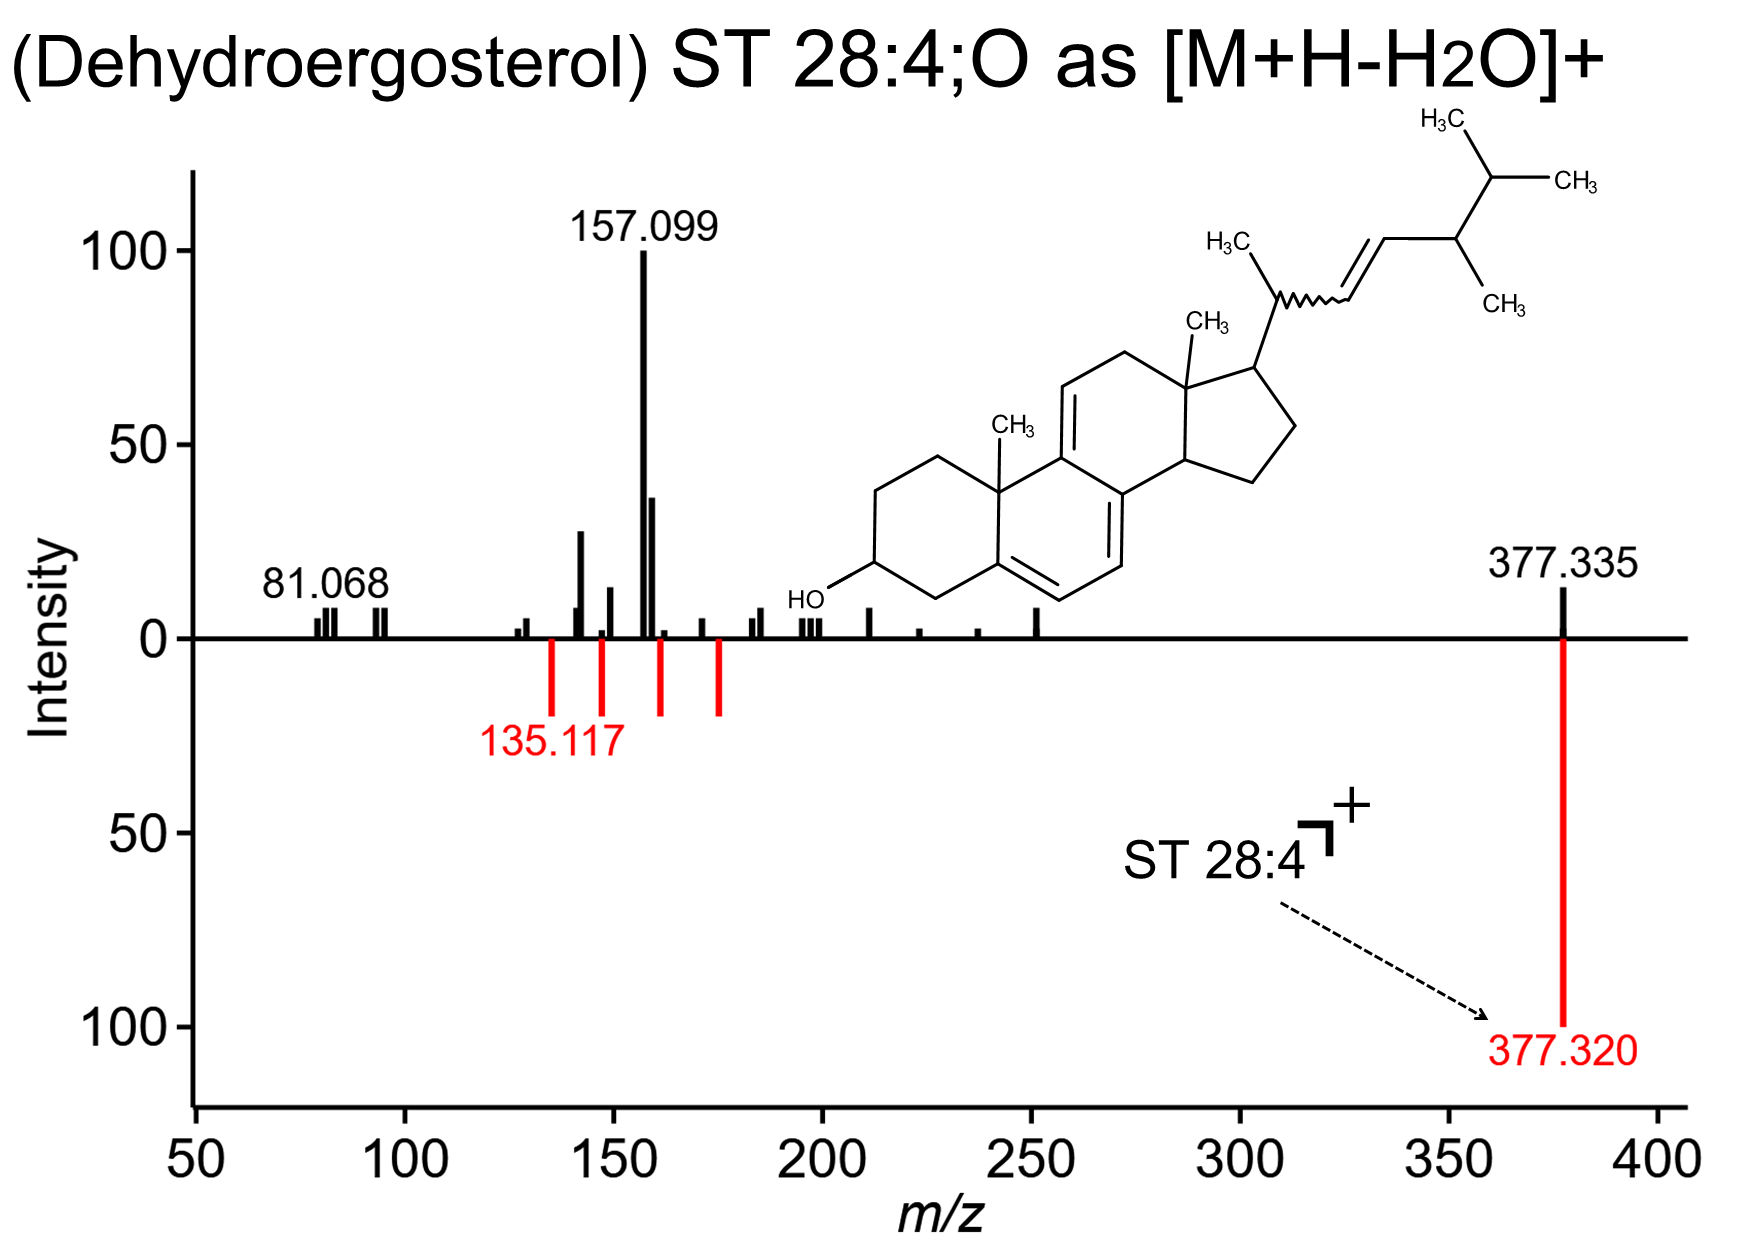 (Dehydroergosterol) ST 28:4;O as [M+H-H2O]+
H₃C
CH₃
H₃C
CH₃
CH₃
CH₃
HO
157.099
81.068
377.335
135.117
ST 28:4 +
377.320
Intensity
100
50
0
50
100
50 100 150 200 250 300 350 400
m/z